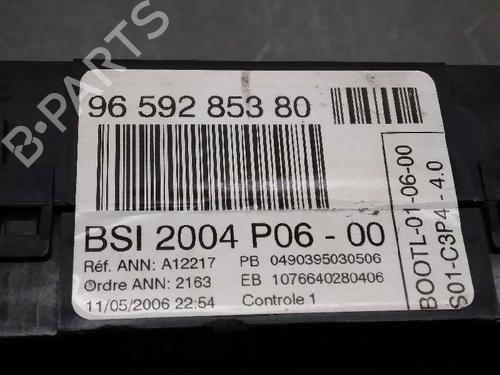 96 592 853 80
BSI 2004 P06 - 00
Réf. ANN: A12217 PB 0490395030506
Ordre ANN: 2163 EB 1076640280406
11/05/2006 22:54 Controle 1
BOOTL-01-06-00
S01-C3P4 - 4.0
B-PARTS